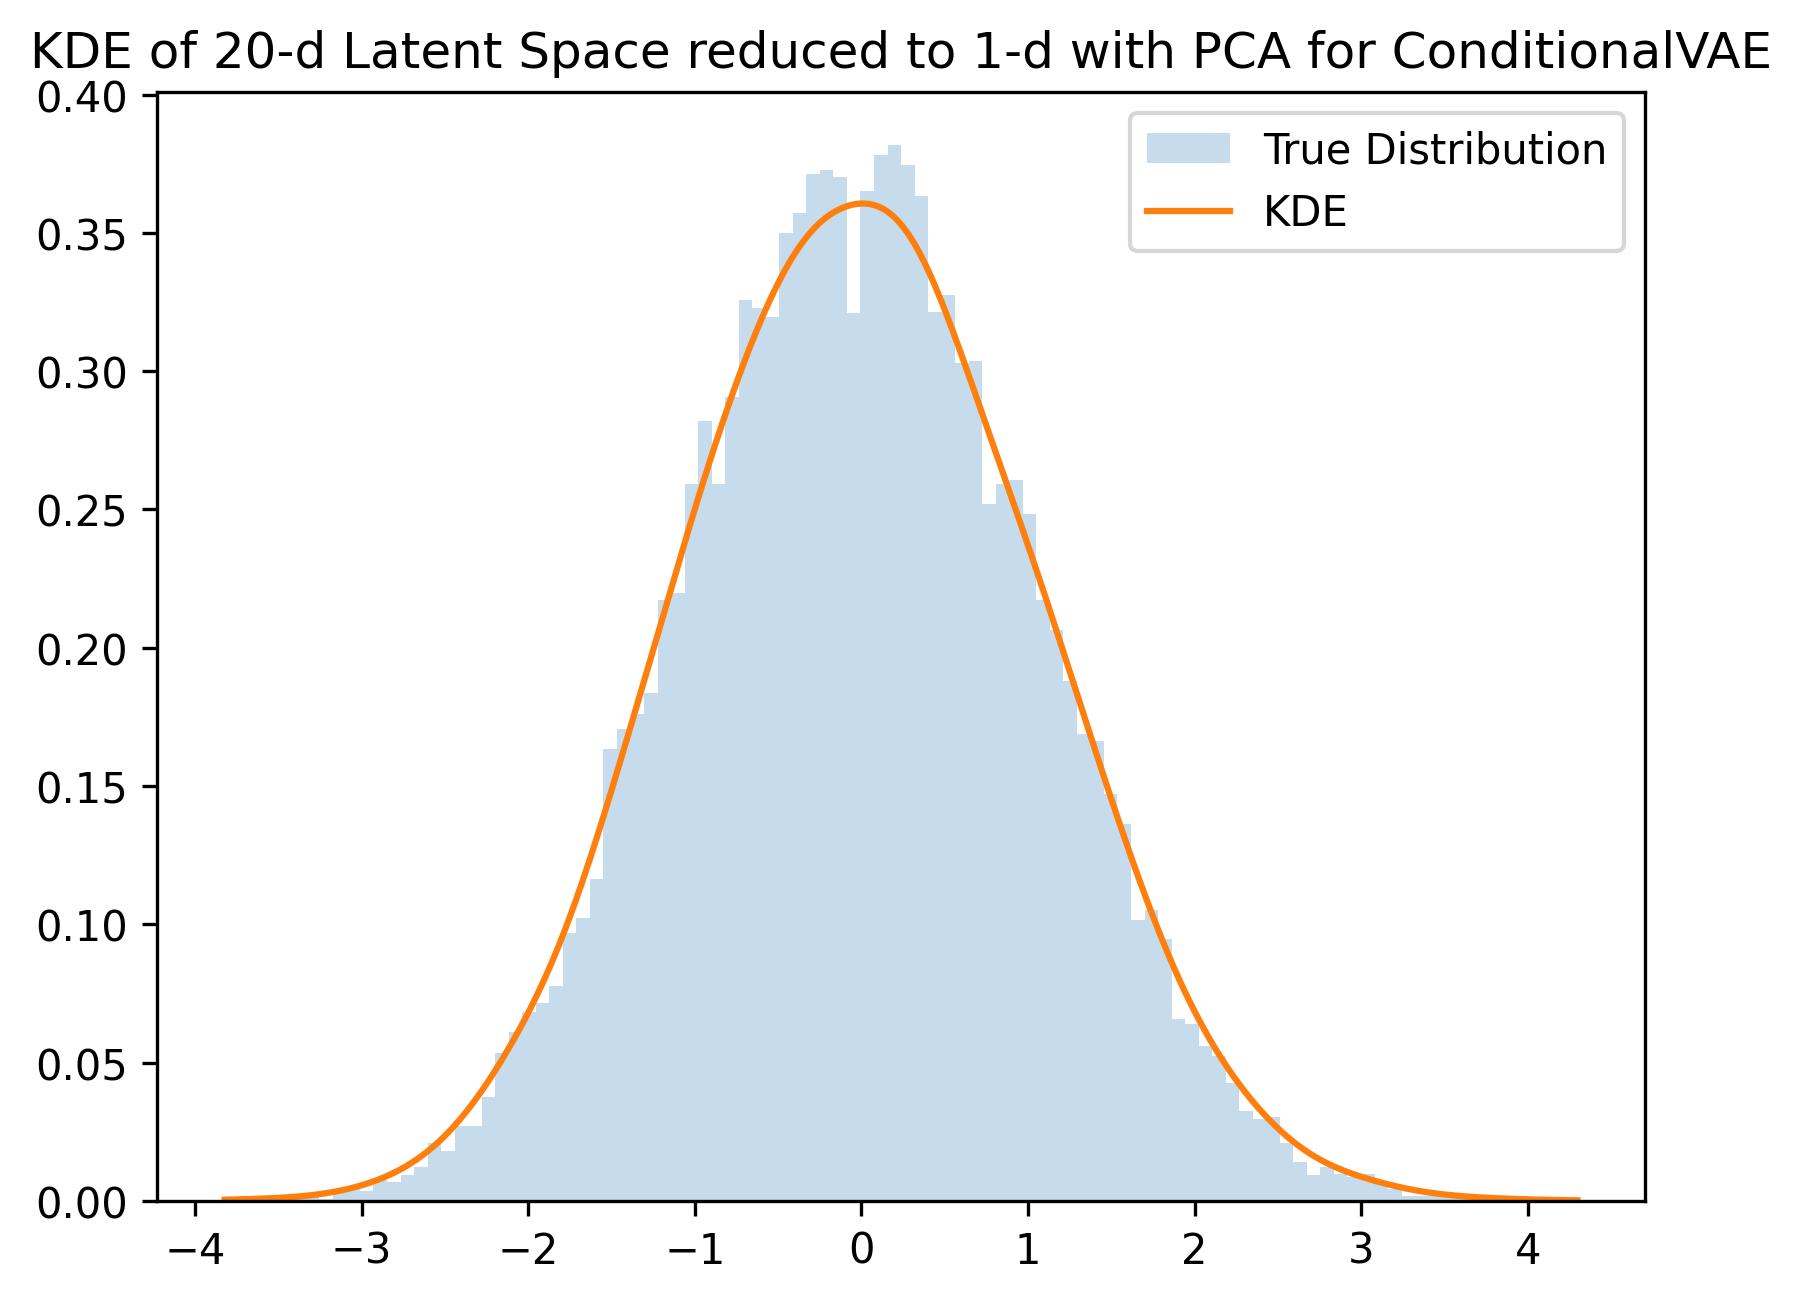 KDE of 20-d Latent Space reduced to 1-d with PCA for ConditionalVAE
True Distribution
KDE
0.40
0.35
0.30
0.25
0.20
0.15
0.10
0.05
0.00
−4 −3 −2 −1 0 1 2 3 4